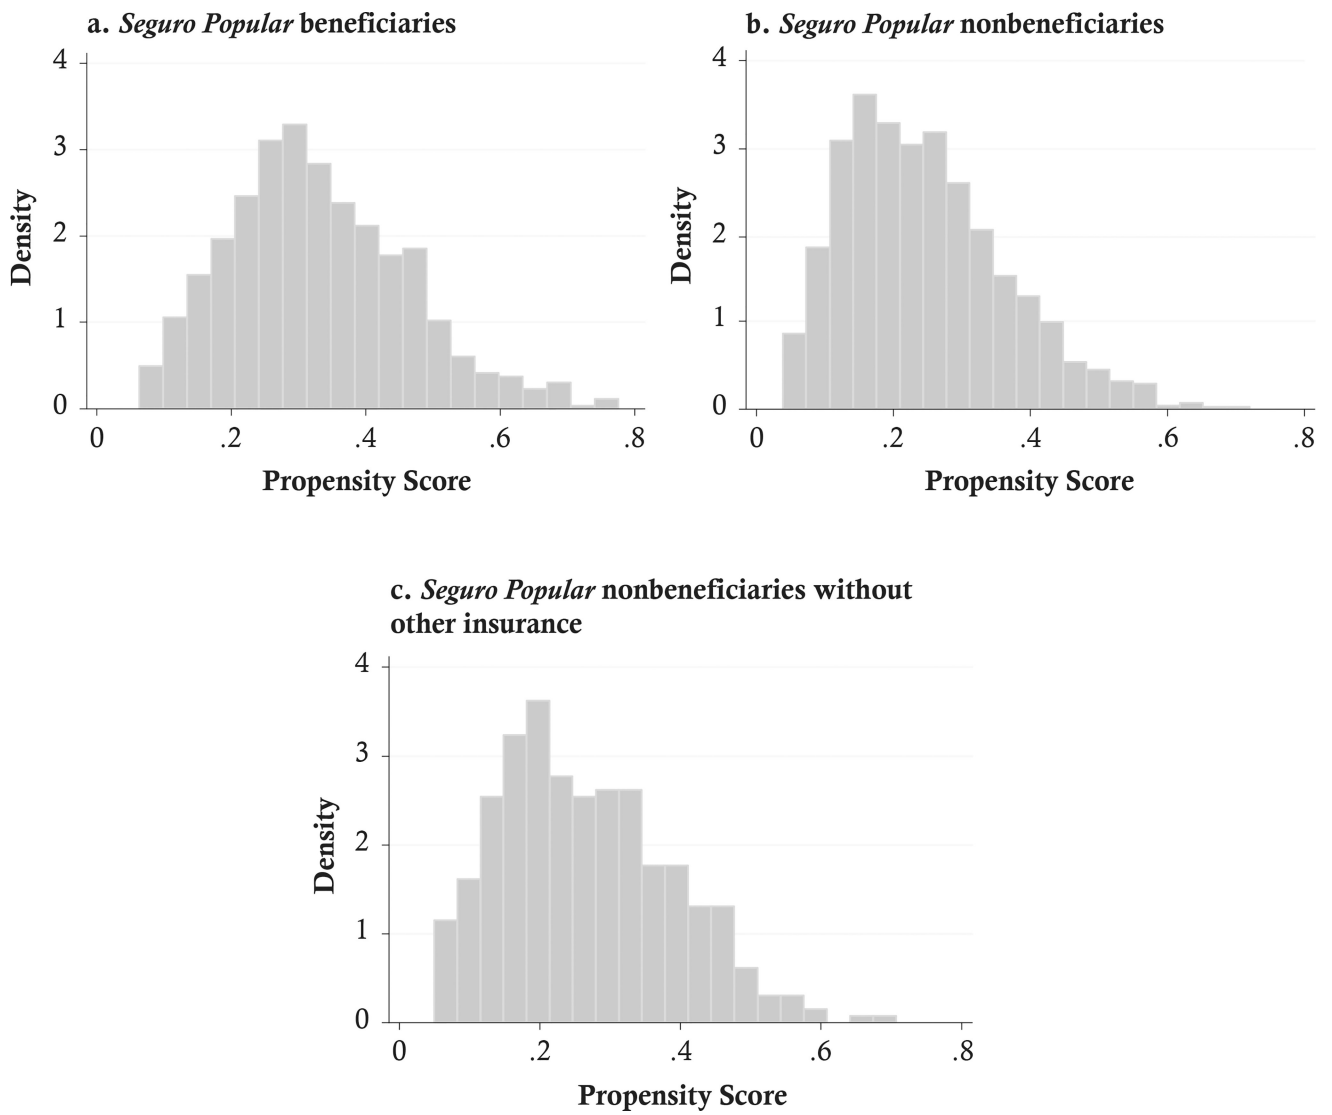 a. Seguro Popular beneficiaries
4
3
2
1
0
Density
0 .2 .4 .6 .8
Propensity Score
b. Seguro Popular nonbeneficiaries
4
3
2
1
0
Density
0 .2 .4 .6 .8
Propensity Score
c. Seguro Popular nonbeneficiaries without
other insurance
4
3
2
1
0
Density
0 .2 .4 .6 .8
Propensity Score